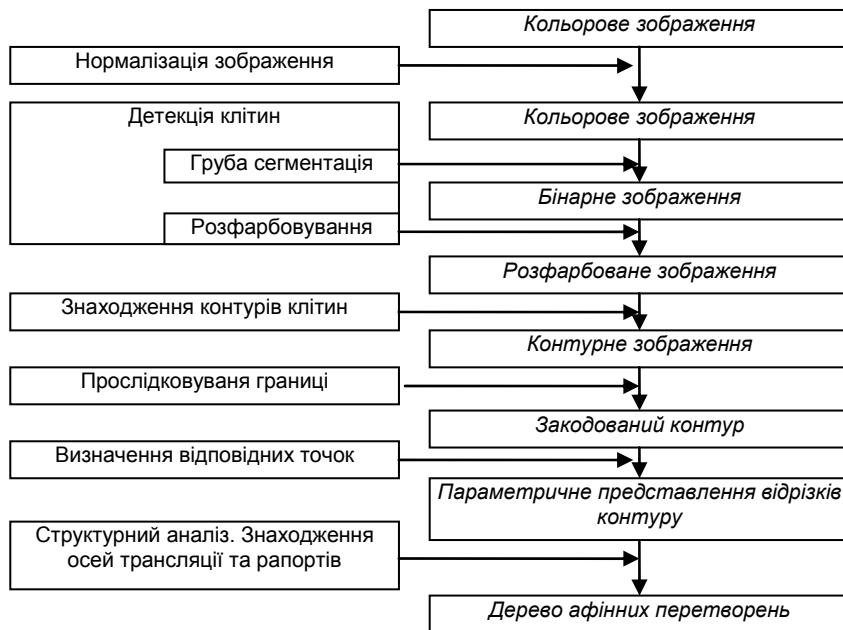 Кольорове зображення
Нормалізація зображення
Детекція клітин
Кольорове зображення
Груба сегментація
Бінарне зображення
Розфарбовування
Розфарбоване зображення
Знаходження контурів клітин
Контурне зображення
Прослідковуваня границі
Закодований контур
Визначення відповідних точок
Параметричне представлення відрізків
контуру
Структурний аналіз. Знаходження
осей трансляції та рапортів
Дерево афінних перетворень